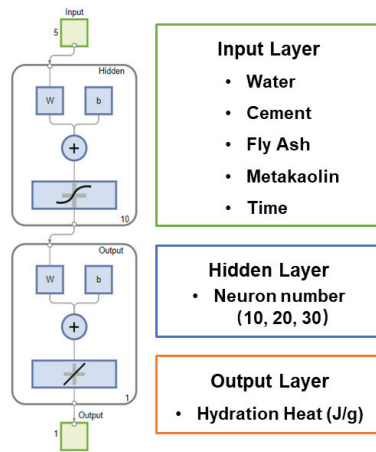 Input
5
Hidden
W
b
+
10
Output
W
b
+
1
Output
1
Input Layer
• Water
• Cement
• Fly Ash
• Metakaolin
• Time
Hidden Layer
• Neuron number
(10, 20, 30)
Output Layer
• Hydration Heat (J/g)